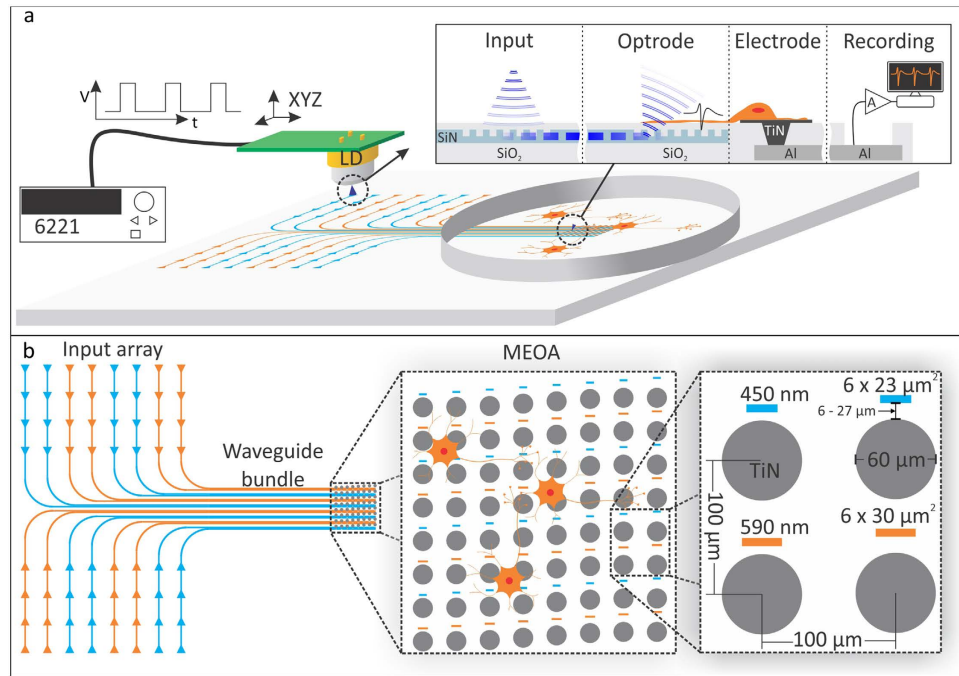 a
Input
Optrode
Electrode
Recording
V
t
XYZ
LD
6221
SiN
SiO₂
SiO₂
TiN
Al
A
Al
b
Input array
MEOA
Waveguide
bundle
450 nm
6 x 23 µm²
6 - 27 µm
TiN
60 µm
100 µm
590 nm
6 x 30 µm²
100 µm